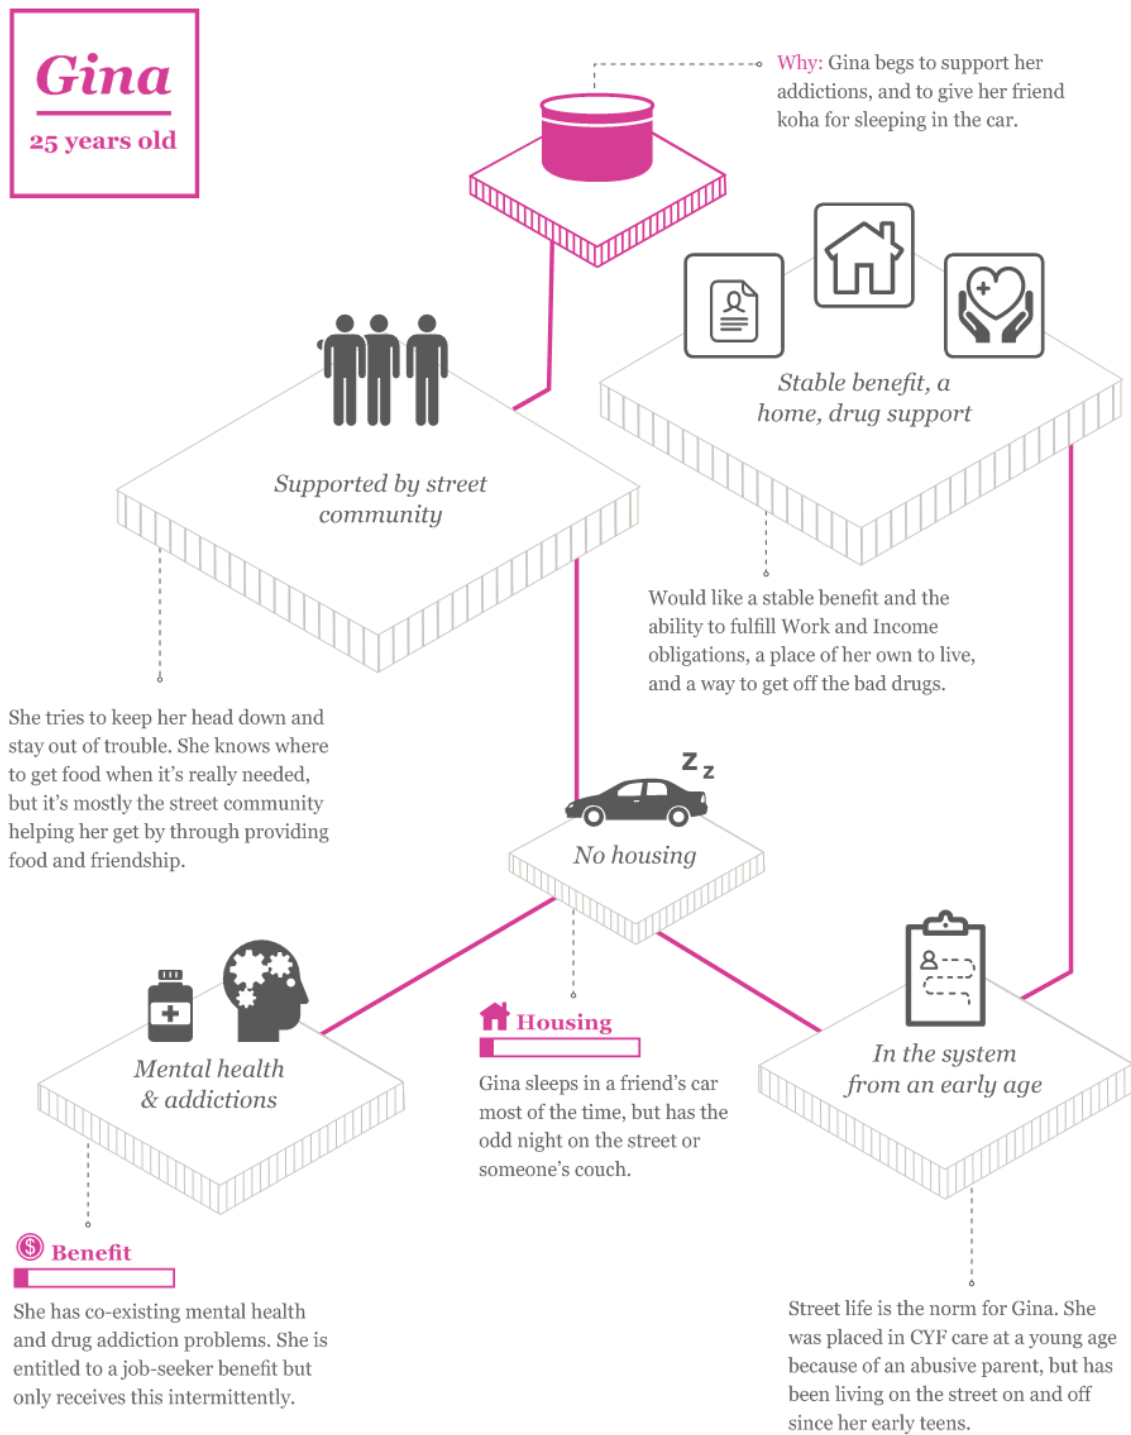 Gina
25 years old
Why: Gina begs to support her
addictions, and to give her friend
koha for sleeping in the car.
Stable benefit, a
home, drug support
Supported by street
community
Would like a stable benefit and the
ability to fulfill Work and Income
obligations, a place of her own to live,
and a way to get off the bad drugs.
She tries to keep her head down and
stay out of trouble. She knows where
to get food when it's really needed,
but it's mostly the street community
helping her get by through providing
food and friendship.
Z z
No housing
Mental health
& addictions
Housing
Gina sleeps in a friend's car
most of the time, but has the
odd night on the street or
someone's couch.
In the system
from an early age
$ Benefit
She has co-existing mental health
and drug addiction problems. She is
entitled to a job-seeker benefit but
only receives this intermittently.
Street life is the norm for Gina. She
was placed in CYF care at a young age
because of an abusive parent, but has
been living on the street on and off
since her early teens.